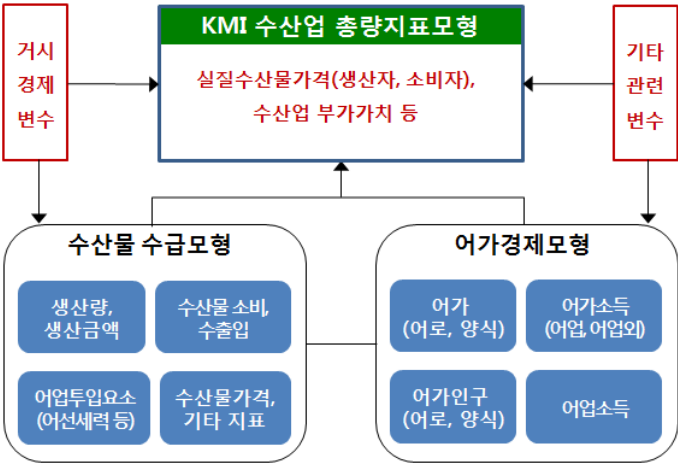 KMI 수산업 총량지표모형
거시
경제
변수
실질수산물가격(생산자, 소비자),
수산업 부가가치 등
기타
관련
변수
수산물 수급모형
생산량,
생산금액
수산물 소비,
수출입
어업투입요소
(어선세력 등)
수산물가격,
기타 지표
어가경제모형
어가
(어로, 양식)
어가소득
(어업, 어업외)
어가인구
(어로, 양식)
어업소득